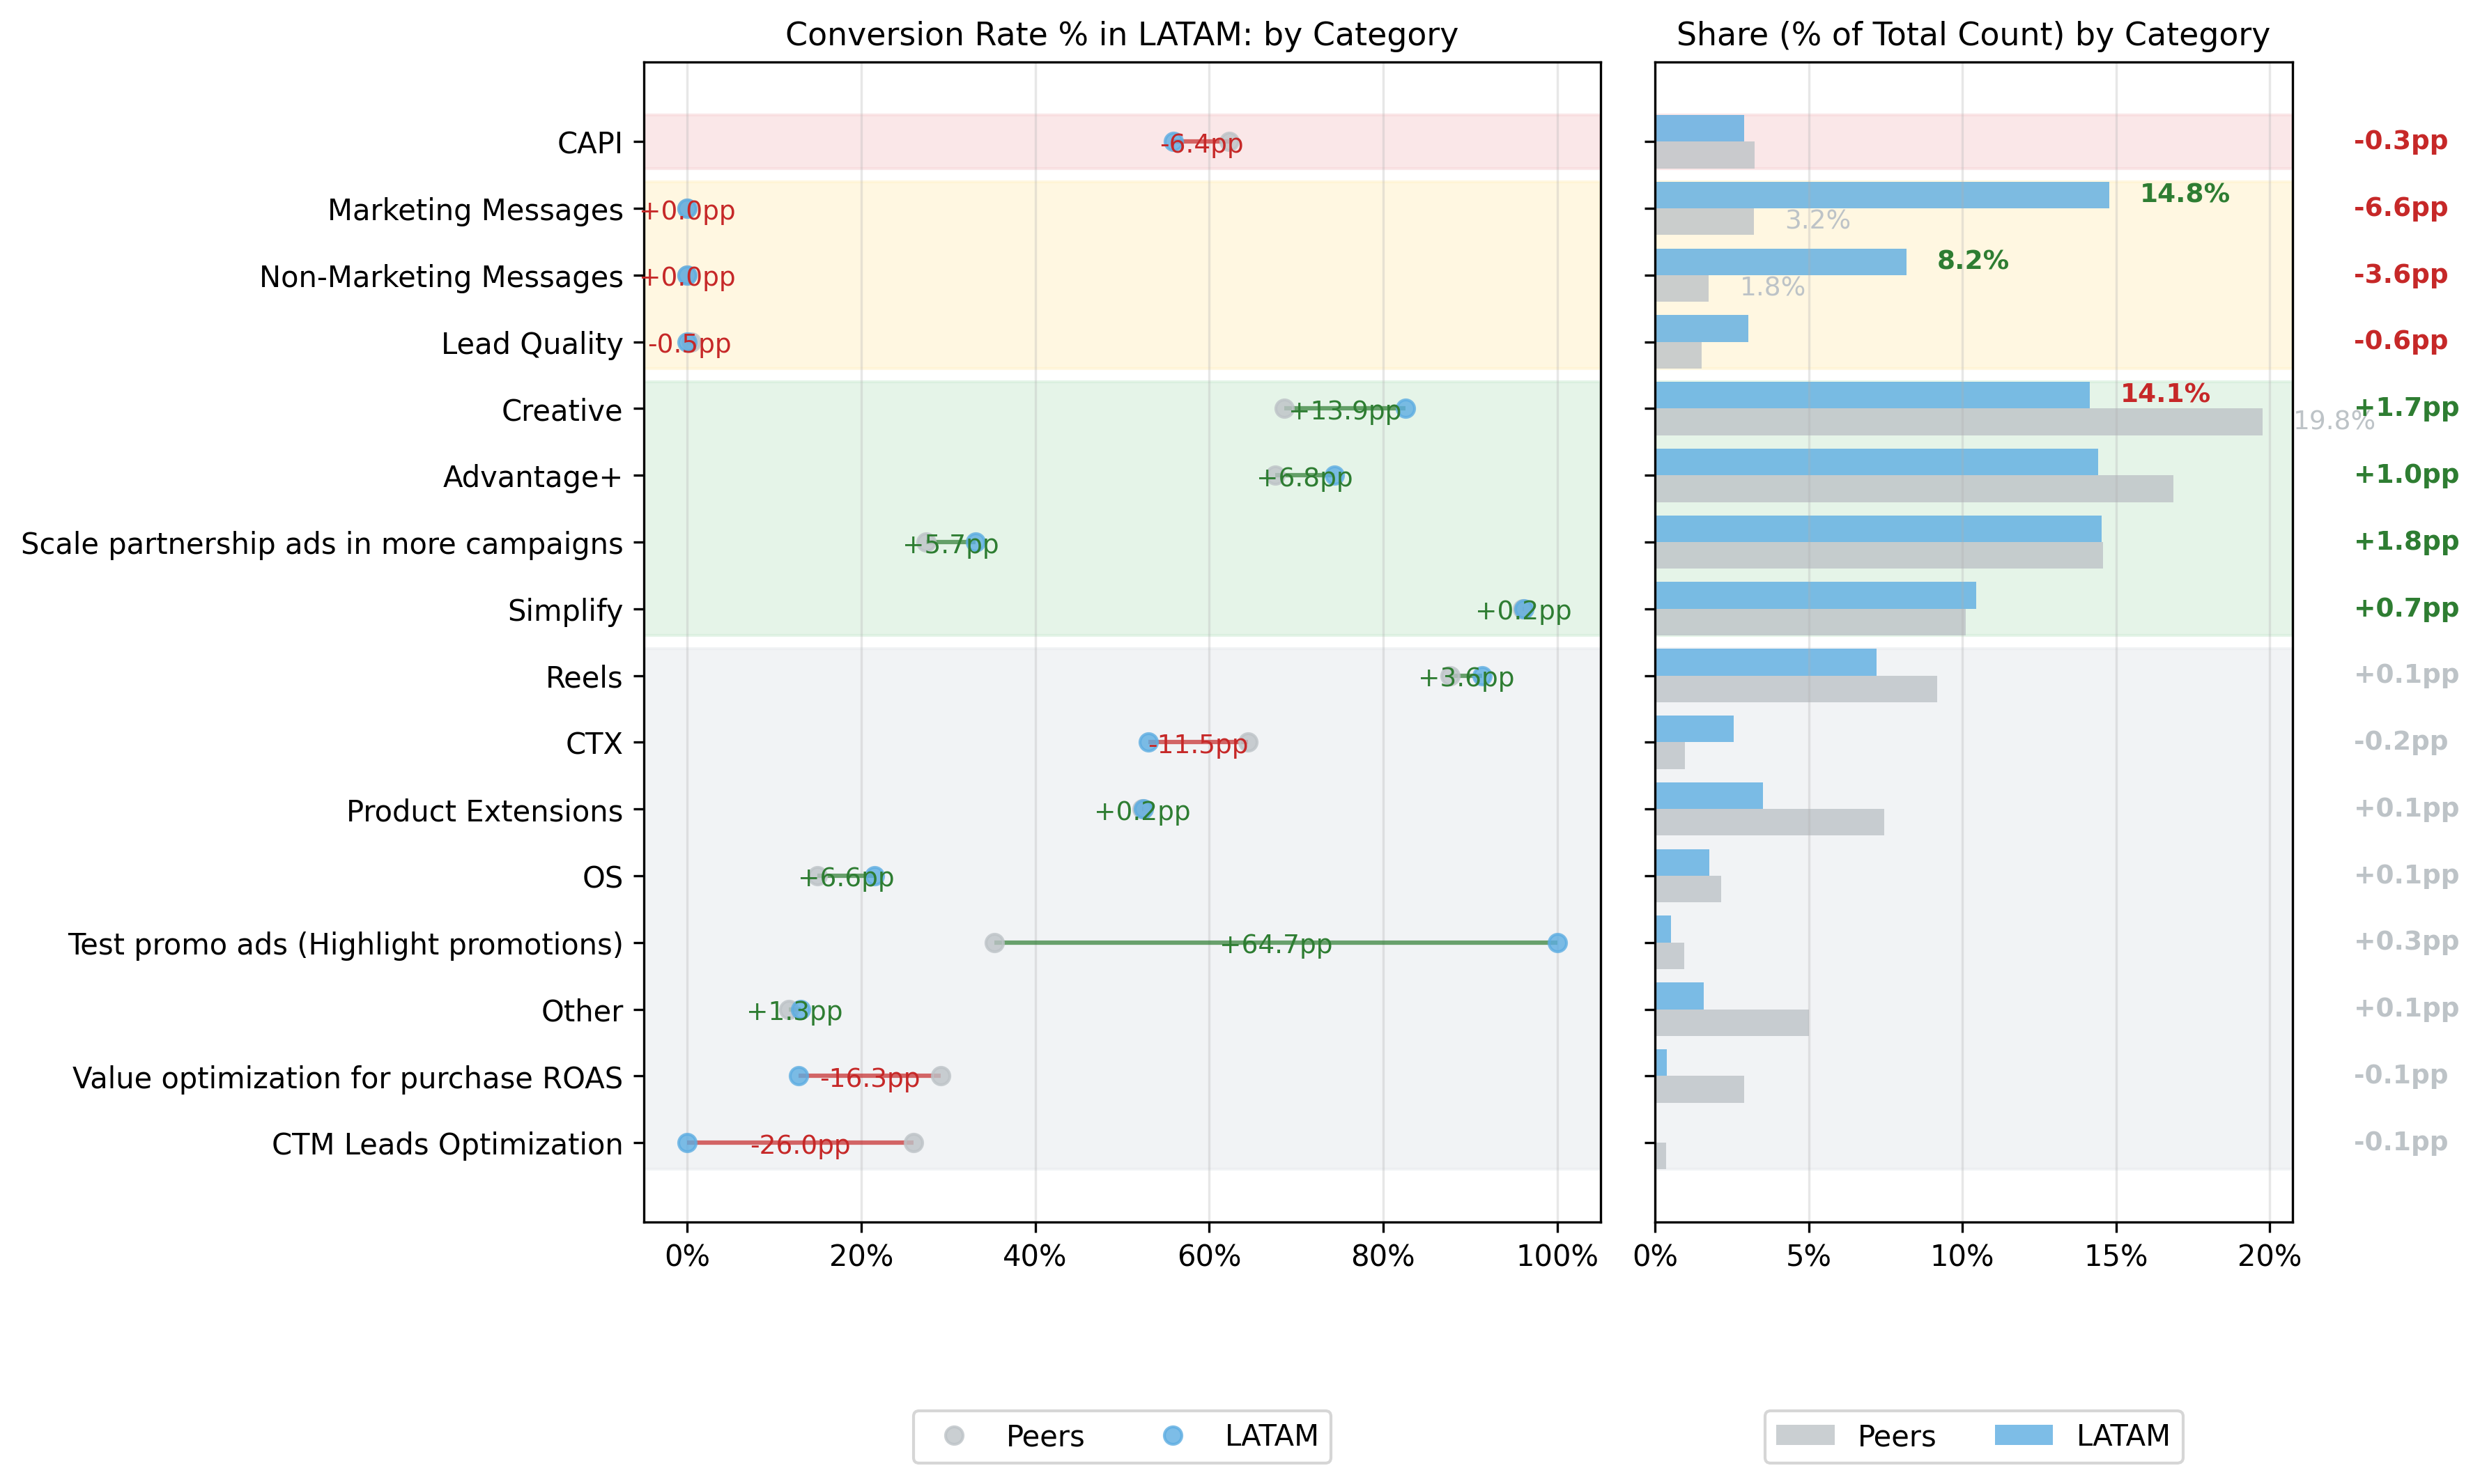 Conversion Rate % in LATAM: by Category
Share (% of Total Count) by Category
CAPI
-6.4pp
-0.3pp
Marketing Messages
+0.0pp
14.8%
3.2%
-6.6pp
Non-Marketing Messages
+0.0pp
8.2%
1.8%
-3.6pp
Lead Quality
-0.5pp
-0.6pp
Creative
+13.9pp
14.1%
19.8%
+1.7pp
Advantage+
+6.8pp
+1.0pp
Scale partnership ads in more campaigns
+5.7pp
+1.8pp
Simplify
+0.2pp
+0.7pp
Reels
+3.6pp
+0.1pp
CTX
-11.5pp
-0.2pp
Product Extensions
+0.2pp
+0.1pp
OS
+6.6pp
+0.1pp
Test promo ads (Highlight promotions)
+64.7pp
+0.3pp
Other
+1.3pp
+0.1pp
Value optimization for purchase ROAS
-16.3pp
-0.1pp
CTM Leads Optimization
-26.0pp
-0.1pp
0% 20% 40% 60% 80% 100%
0% 5% 10% 15% 20%
Peers LATAM
Peers LATAM